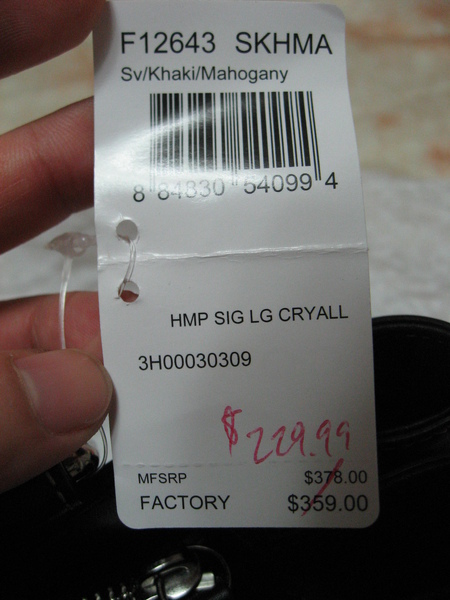 F12643 SKHMA
Sv/Khaki/Mahogany
8 84830 54099 4
HMP SIG LG CRYALL
3H00030309
$229.99
MFSRP $378.00
FACTORY $359.00